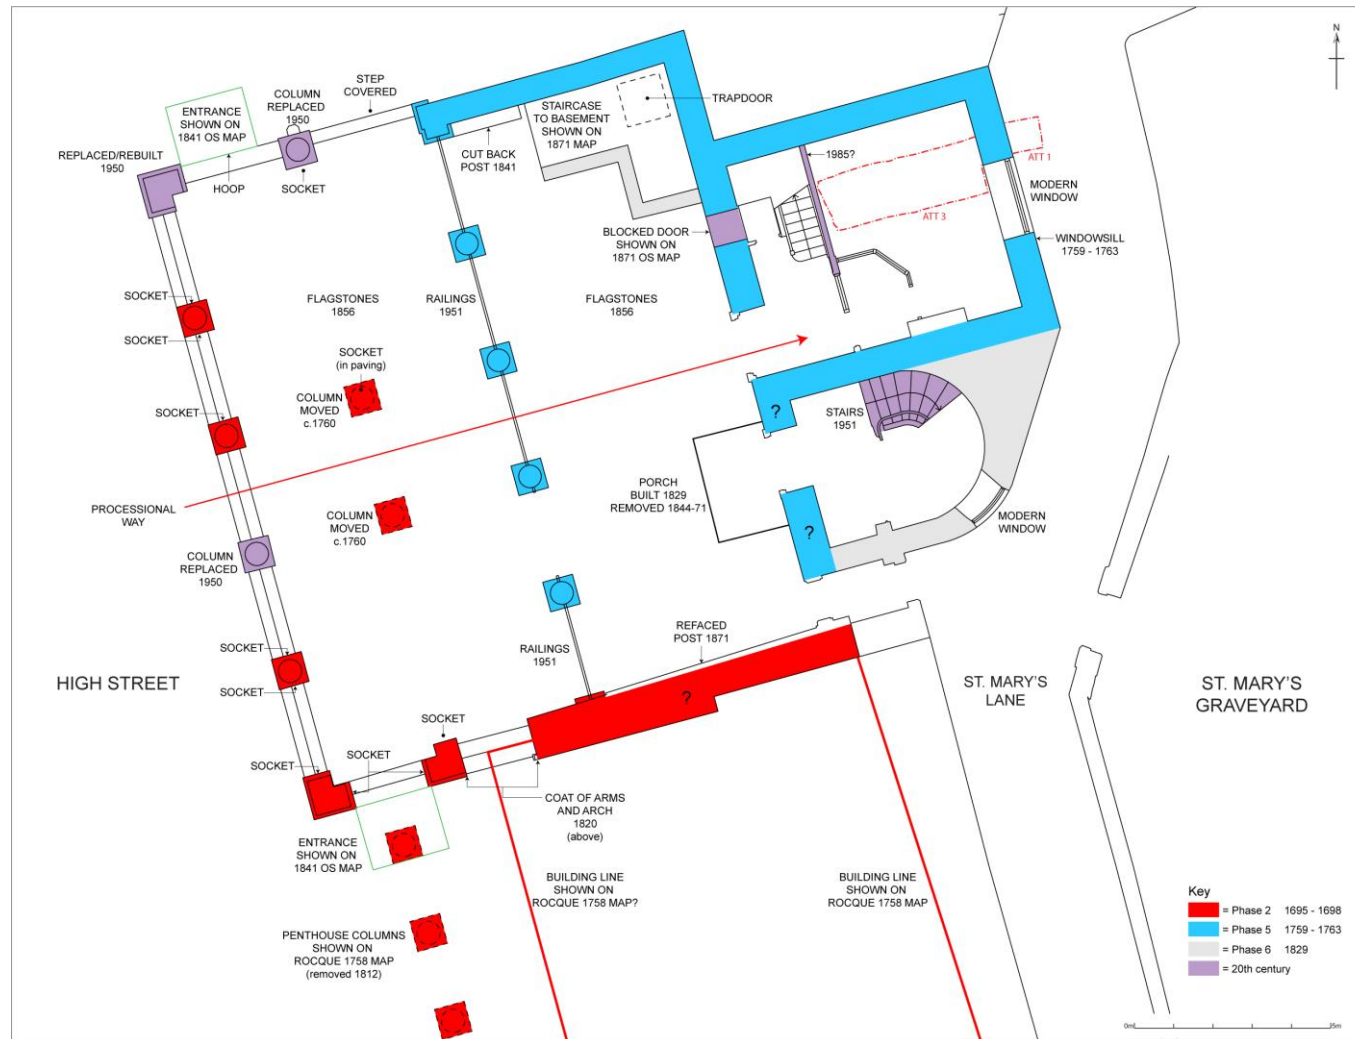 N
STEP
COVERED
COLUMN
REPLACED
1950
ENTRANCE
SHOWN ON
1841 OS MAP
STAIRCASE
TO BASEMENT
SHOWN ON
1871 MAP
TRAPDOOR
REPLACED/REBUILT
1950
HOOP
SOCKET
CUT BACK
POST 1841
1985?
ATT 1
ATT 3
MODERN
WINDOW
BLOCKED DOOR
SHOWN ON
1871 OS MAP
WINDOWSILL
1759 - 1763
SOCKET
SOCKET
FLAGSTONES
1856
RAILINGS
1951
FLAGSTONES
1856
SOCKET
(in paving)
COLUMN
MOVED
c.1760
SOCKET
?
STAIRS
1951
PROCESSIONAL
WAY
COLUMN
MOVED
c.1760
PORCH
BUILT 1829
REMOVED 1844-71
?
MODERN
WINDOW
COLUMN
REPLACED
1950
SOCKET
SOCKET
RAILINGS
1951
REFACED
POST 1871
?
HIGH STREET
ST. MARY'S
LANE
ST. MARY'S
GRAVEYARD
SOCKET
SOCKET
SOCKET
COAT OF ARMS
AND ARCH
1820
(above)
ENTRANCE
SHOWN ON
1841 OS MAP
BUILDING LINE
SHOWN ON
ROCQUE 1758 MAP?
BUILDING LINE
SHOWN ON
ROCQUE 1758 MAP
PENTHOUSE COLUMNS
SHOWN ON
ROCQUE 1758 MAP
(removed 1812)
Key
= Phase 2 1695 - 1698
= Phase 5 1759 - 1763
= Phase 6 1829
= 20th century
0m